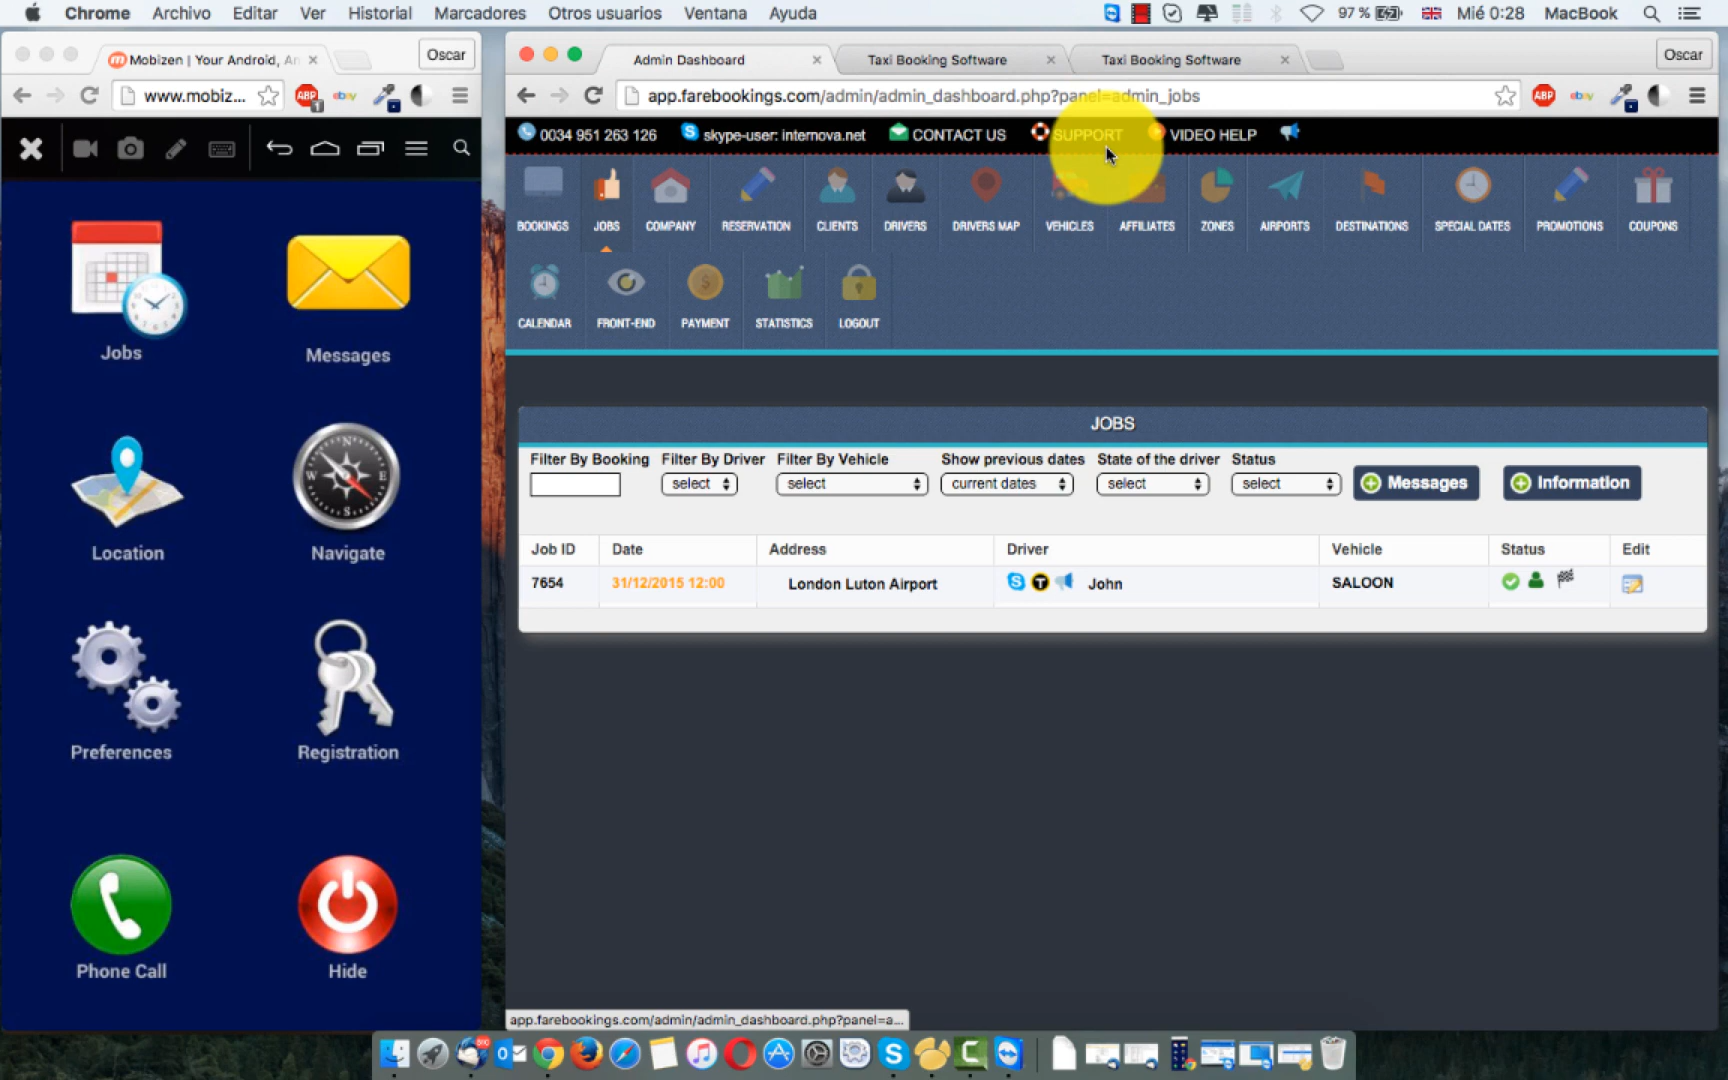 Chrome Archivo Editar Ver Historial Marcadores Otros usuarios Ventana Ayuda 97 % Mié 0:28 MacBook
Mobizen | Your Android, An Oscar
www.mobiz... ABP 1 ebay
Jobs Messages
Location Navigate
Preferences Registration
Phone Call Hide
Admin Dashboard Taxi Booking Software Taxi Booking Software Oscar
app.farebookings.com/admin/admin_dashboard.php?panel=admin_jobs ABP ebay
0034 951 263 126 skype-user: internova.net CONTACT US SUPPORT VIDEO HELP
BOOKINGS JOBS COMPANY RESERVATION CLIENTS DRIVERS DRIVERS MAP VEHICLES AFFILIATES ZONES AIRPORTS DESTINATIONS SPECIAL DATES PROMOTIONS COUPONS
CALENDAR FRONT-END PAYMENT STATISTICS LOGOUT
JOBS
Filter By Booking Filter By Driver Filter By Vehicle Show previous dates State of the driver Status
select select current dates select select Messages Information
Job ID Date Address Driver Vehicle Status Edit
7654 31/12/2015 12:00 London Luton Airport John SALOON
app.farebookings.com/admin/admin_dashboard.php?panel=a...